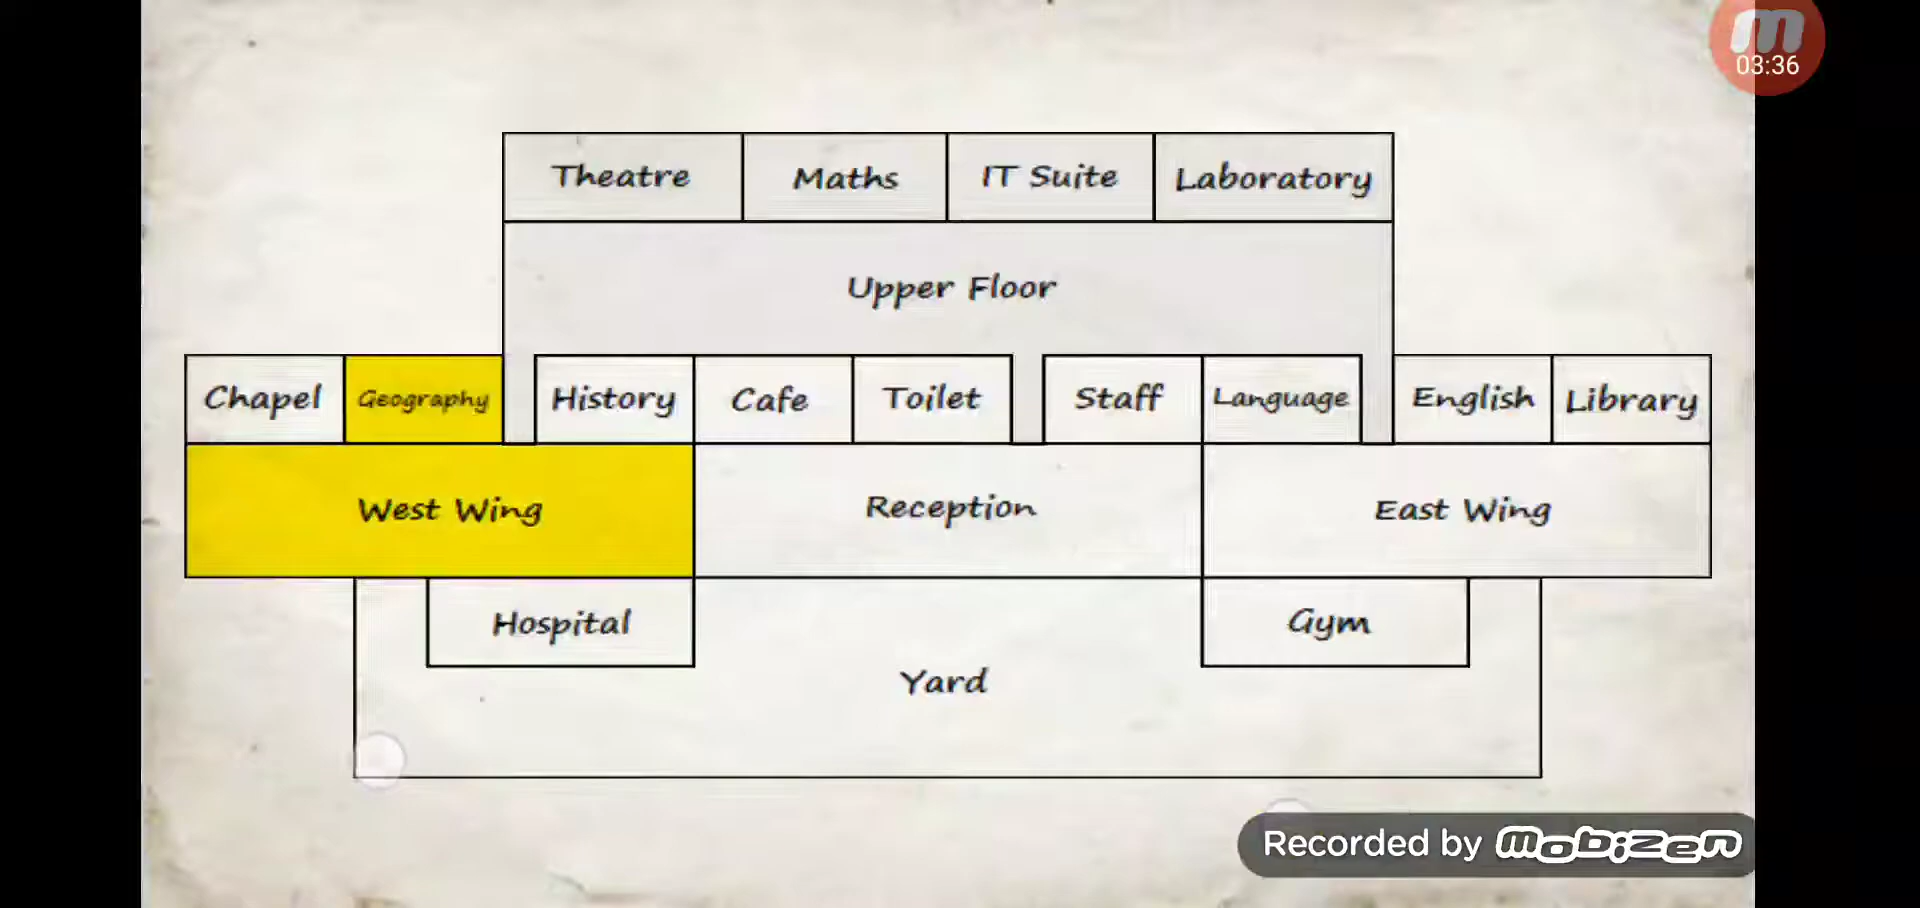 03:36
Theatre Maths IT Suite Laboratory
Upper Floor
Chapel Geography History Cafe Toilet Staff Language English Library
West Wing Reception East Wing
Hospital Gym
Yard
Recorded by mobizen